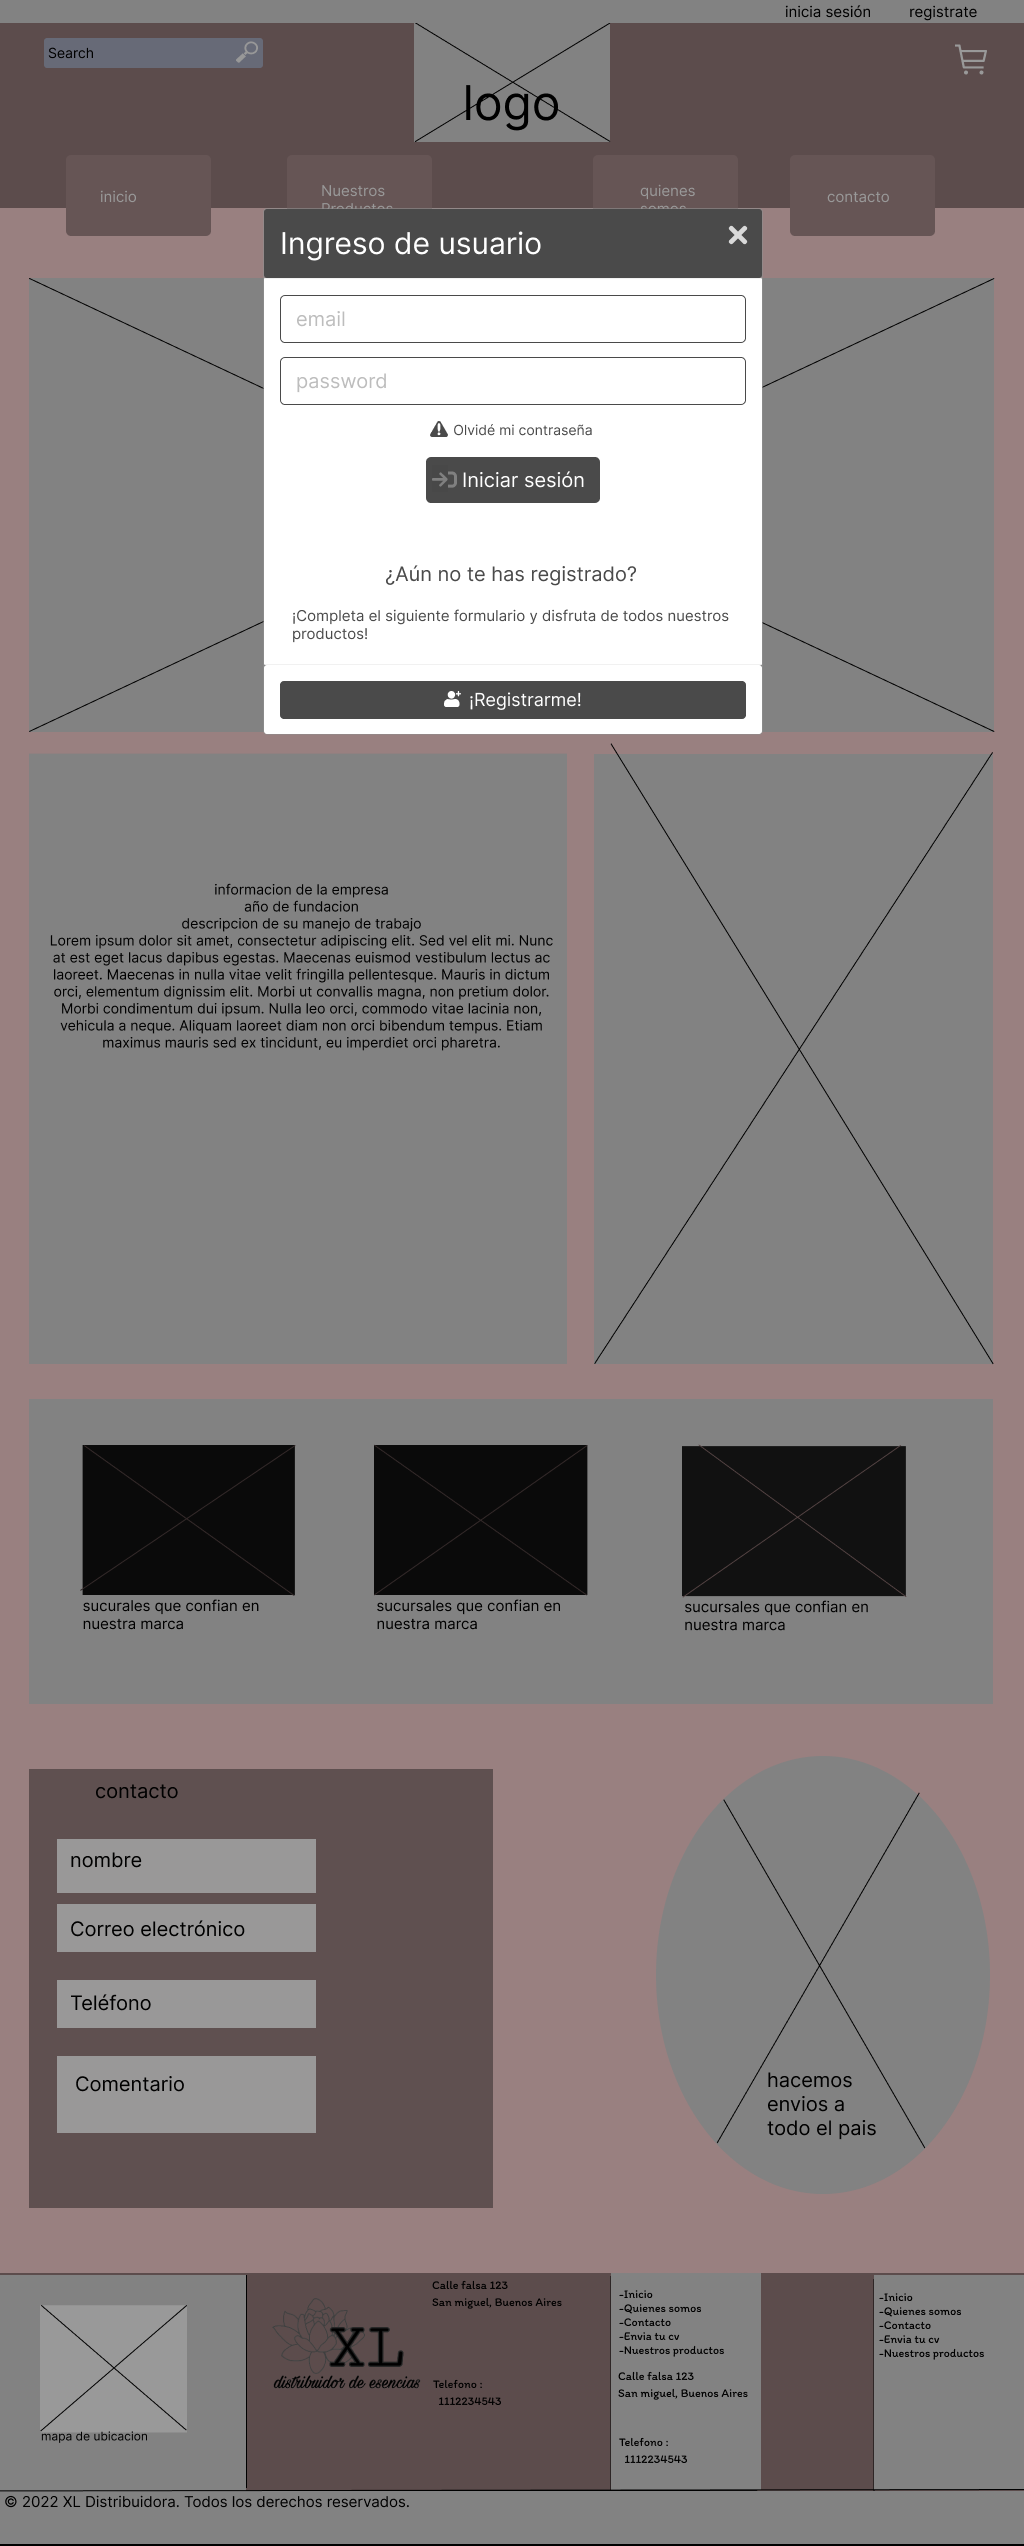 inicia sesión
registrate
Search
logo
inicio
Nuestros
Productos
quienes
somos
contacto
Ingreso de usuario
email
password
Olvidé mi contraseña
Iniciar sesión
¿Aún no te has registrado?
¡Completa el siguiente formulario y disfruta de todos nuestros
productos!
¡Registrarme!
informacion de la empresa
año de fundacion
descripcion de su manejo de trabajo
Lorem ipsum dolor sit amet, consectetur adipiscing elit. Sed vel elit mi. Nunc
at est eget lacus dapibus egestas. Maecenas euismod vestibulum lectus ac
laoreet. Maecenas in nulla vitae velit fringilla pellentesque. Mauris in dictum
orci, elementum dignissim elit. Morbi ut convallis magna, non pretium dolor.
Morbi condimentum dui ipsum. Nulla leo orci, commodo vitae lacinia non,
vehicula a neque. Aliquam laoreet diam non orci bibendum tempus. Etiam
maximus mauris sed ex tincidunt, eu imperdiet orci pharetra.
sucurales que confian en
nuestra marca
sucursales que confian en
nuestra marca
sucursales que confian en
nuestra marca
contacto
nombre
Correo electrónico
Teléfono
Comentario
hacemos
envios a
todo el pais
mapa de ubicacion
XL
distribuidor de esencias
Calle falsa 123
San miguel, Buenos Aires
Telefono :
1112234543
-Inicio
-Quienes somos
-Contacto
-Envia tu cv
-Nuestros productos
Calle falsa 123
San miguel, Buenos Aires
Telefono :
1112234543
-Inicio
-Quienes somos
-Contacto
-Envia tu cv
-Nuestros productos
© 2022 XL Distribuidora. Todos los derechos reservados.